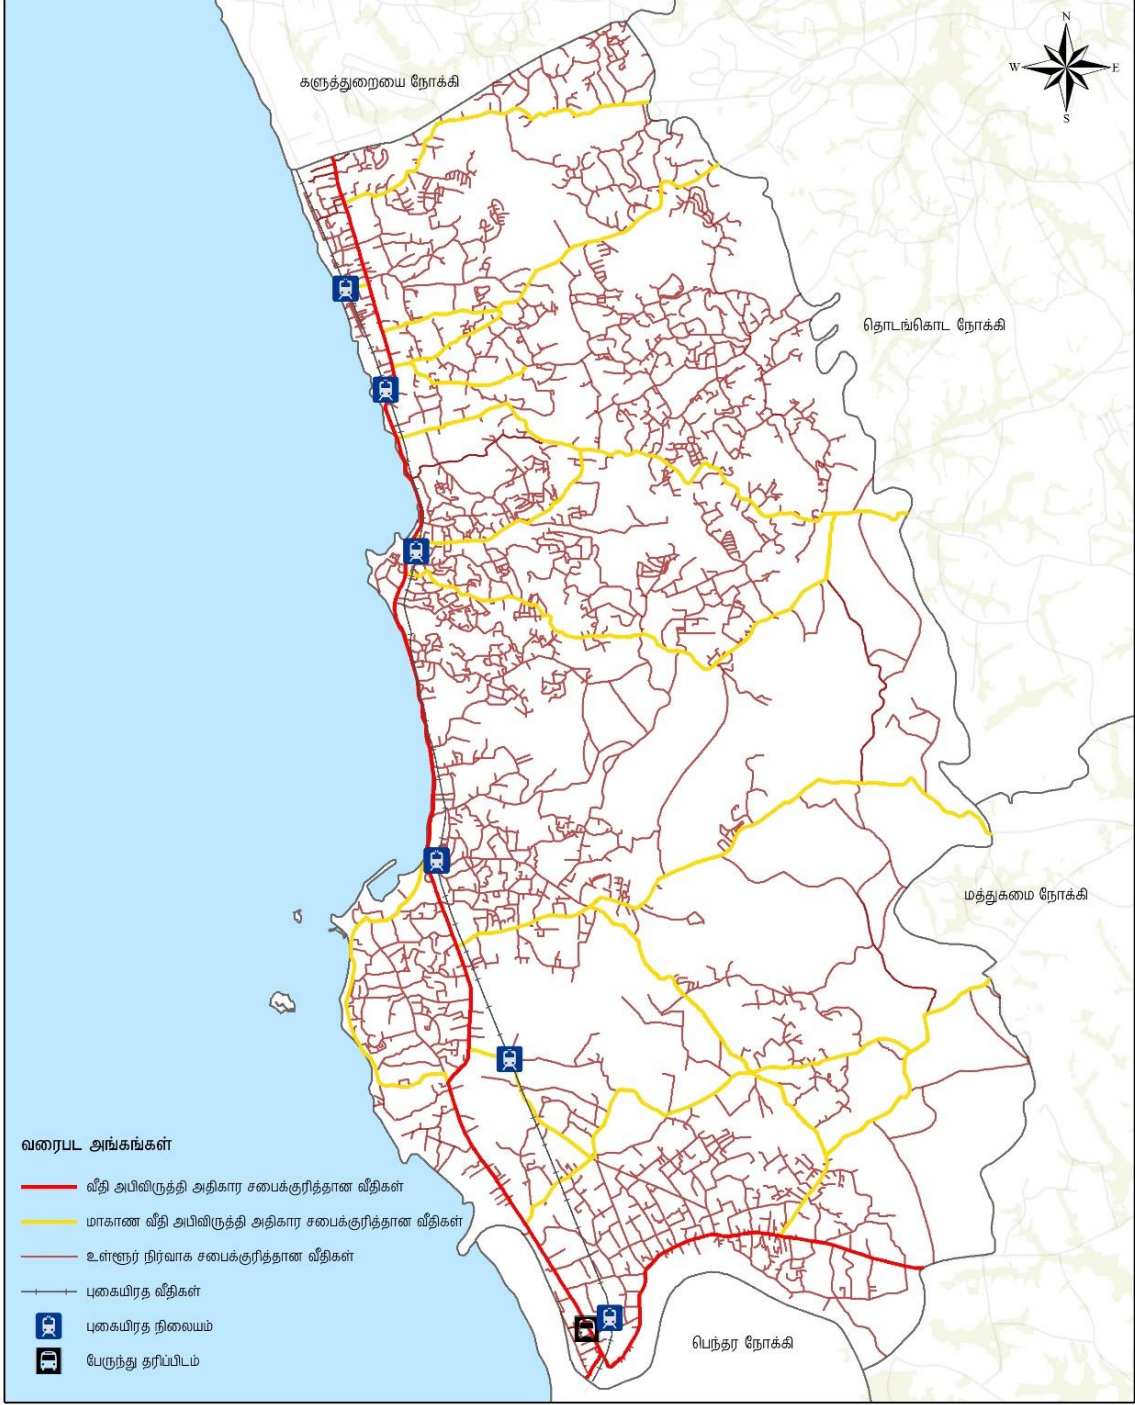 களுத்துறையை நோக்கி
N
W
E
S
தொடங்கொட நோக்கி
மத்துகமை நோக்கி
வரைபட அங்கங்கள்
வீதி அபிவிருத்தி அதிகார சபைக்குரித்தான வீதிகள்
மாகாண வீதி அபிவிருத்தி அதிகார சபைக்குரித்தான வீதிகள்
உள்ளூர் நிர்வாக சபைக்குரித்தான வீதிகள்
புகையிரத வீதிகள்
புகையிரத நிலையம்
பேருந்து தரிப்பிடம்
பெந்தர நோக்கி